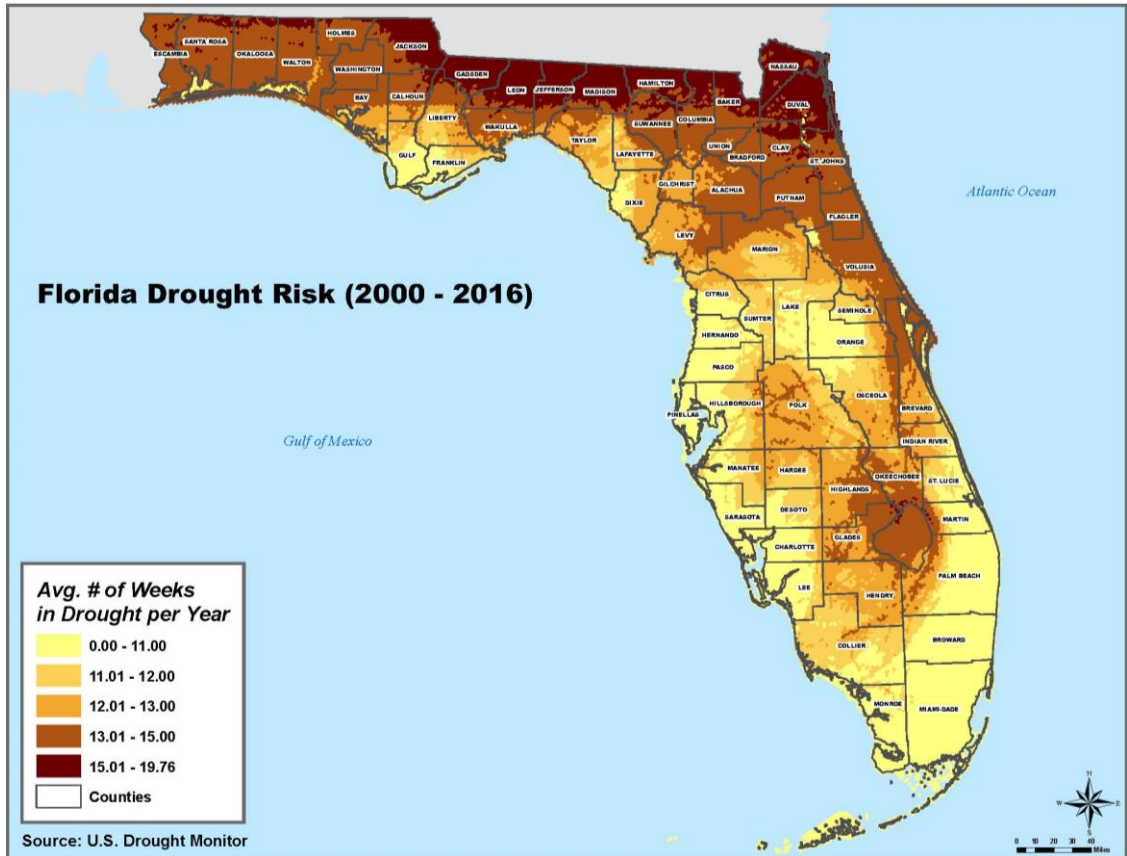 HOLMES
SANTA ROSA
JACKSON
ESCAMBIA
OKALOOSA
WALTON
WASHINGTON
GADSDEN
HAMILTON
NASSAU
LEON
JEFFERSON
MADISON
BAY
CALHOUN
BAKER
DUVAL
LIBERTY
WAKULLA
SUWANNEE
COLUMBIA
TAYLOR
LAFAYETTE
UNION
CLAY
GULF
FRANKLIN
BRADFORD
ST. JOHNS
GILCHRIST
ALACHUA
Atlantic Ocean
DIXIE
PUTNAM
FLAGLER
LEVY
MARION
VOLUSIA
Florida Drought Risk (2000 - 2016)
CITRUS
LAKE
SEMINOLE
SUMTER
HERNANDO
ORANGE
PASCO
OSCEOLA
HILLSBOROUGH
POLK
BREVARD
PINELLAS
Gulf of Mexico
INDIAN RIVER
MANATEE
HARDEE
OKEECHOBEE
HIGHLANDS
ST. LUCIE
DESOTO
SARASOTA
MARTIN
GLADES
CHARLOTTE
PALM BEACH
LEE
HENDRY
BROWARD
COLLIER
MONROE
MIAMI-DADE
Avg. # of Weeks
in Drought per Year
0.00 - 11.00
11.01 - 12.00
12.01 - 13.00
13.01 - 15.00
15.01 - 19.76
Counties
Source: U.S. Drought Monitor
N
W
E
S
0 5 10 20 30 40
Miles